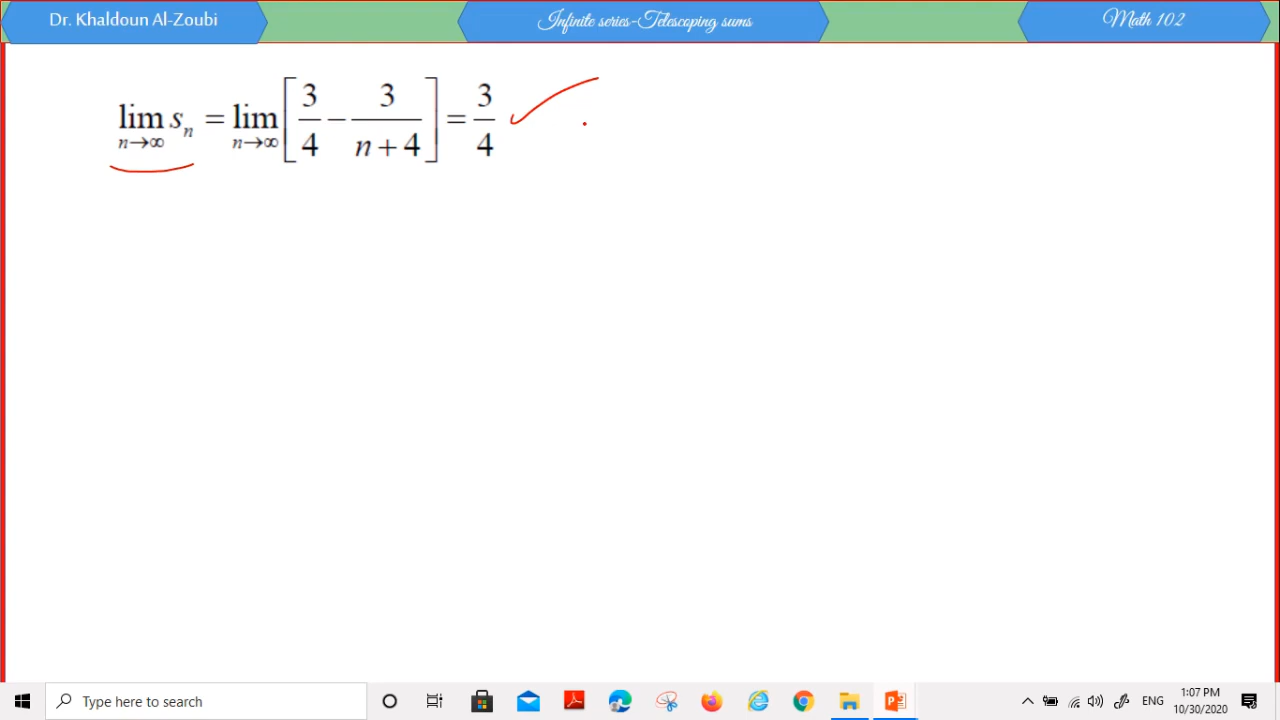 Dr. Khaldoun Al-Zoubi
Infinite series-Telescoping sums
Math 102
lim n→∞ sₙ = lim n→∞ [3/4 − 3/(n+4)] = 3/4
Type here to search
ENG
1:07 PM
10/30/2020